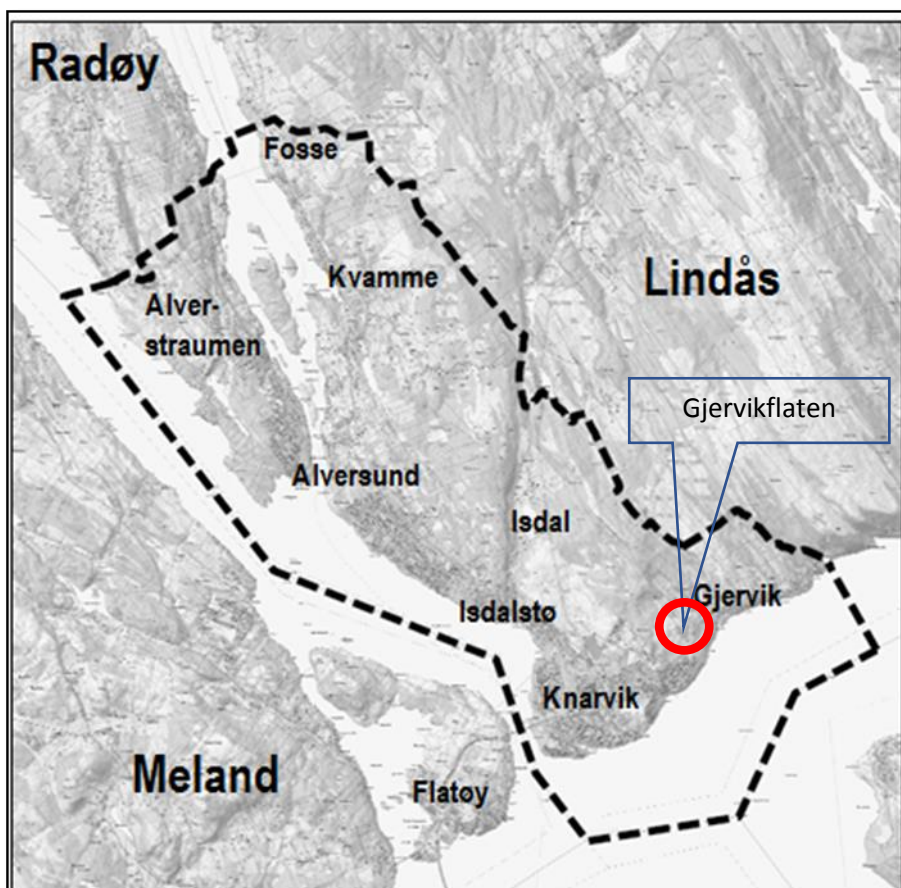 Radøy
Fosse
Kvamme
Lindås
Alver-
straumen
Gjervikflaten
Alversund
Isdal
Gjervik
Isdalstø
Knarvik
Meland
Flatøy